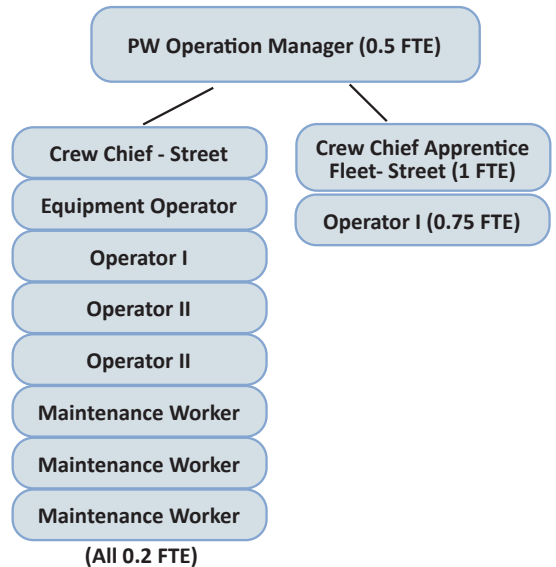 PW Operation Manager (0.5 FTE)
Crew Chief - Street
Equipment Operator
Operator I
Operator II
Operator II
Maintenance Worker
Maintenance Worker
Maintenance Worker
(All 0.2 FTE)
Crew Chief Apprentice
Fleet- Street (1 FTE)
Operator I (0.75 FTE)